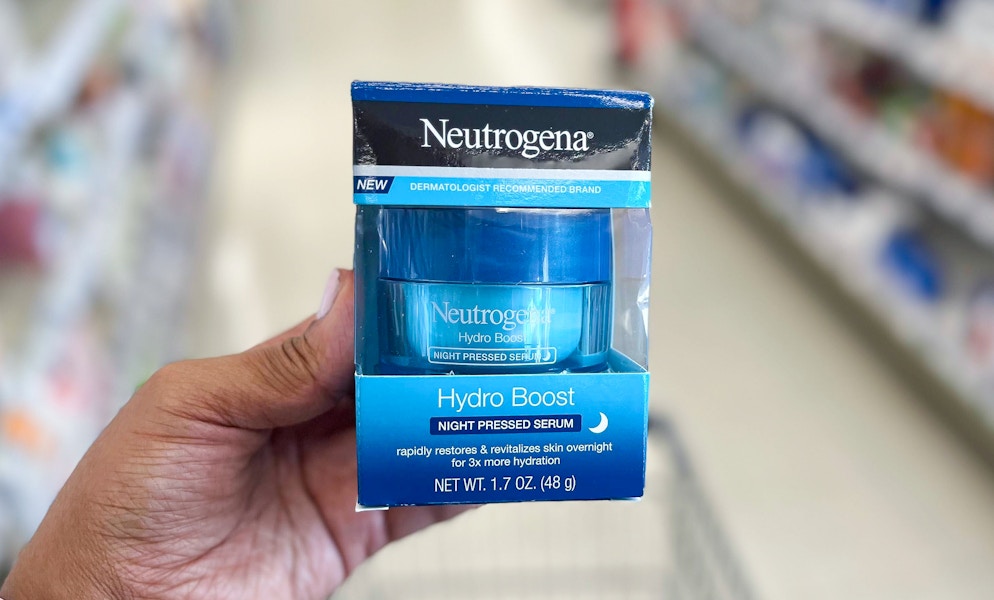 Neutrogena®
NEW DERMATOLOGIST RECOMMENDED BRAND
Neutrogena®
Hydro Boost
NIGHT PRESSED SERUM
Hydro Boost
NIGHT PRESSED SERUM
rapidly restores & revitalizes skin overnight
for 3x more hydration
NET WT. 1.7 OZ. (48 g)